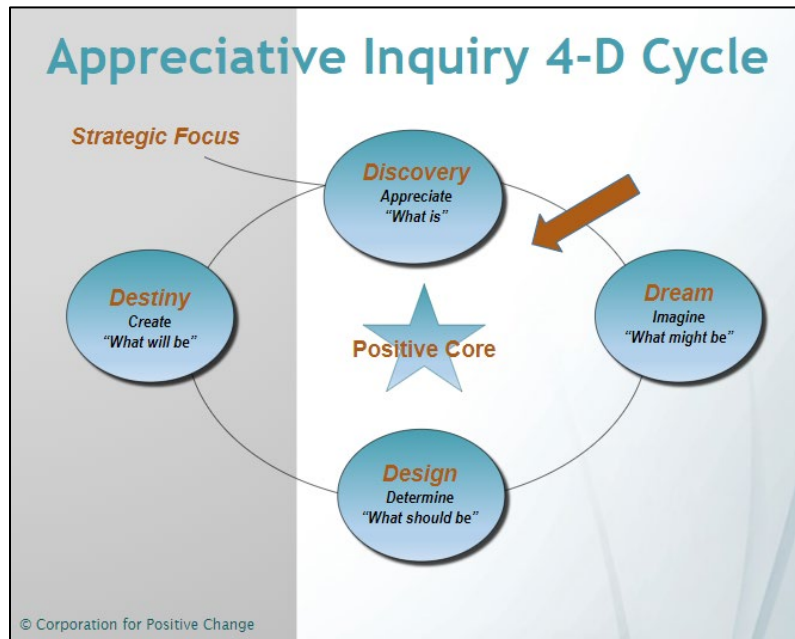 Appreciative Inquiry 4-D Cycle
Strategic Focus
Discovery
Appreciate
“What is”
Destiny
Create
“What will be”
Dream
Imagine
“What might be”
Positive Core
Design
Determine
“What should be”
© Corporation for Positive Change